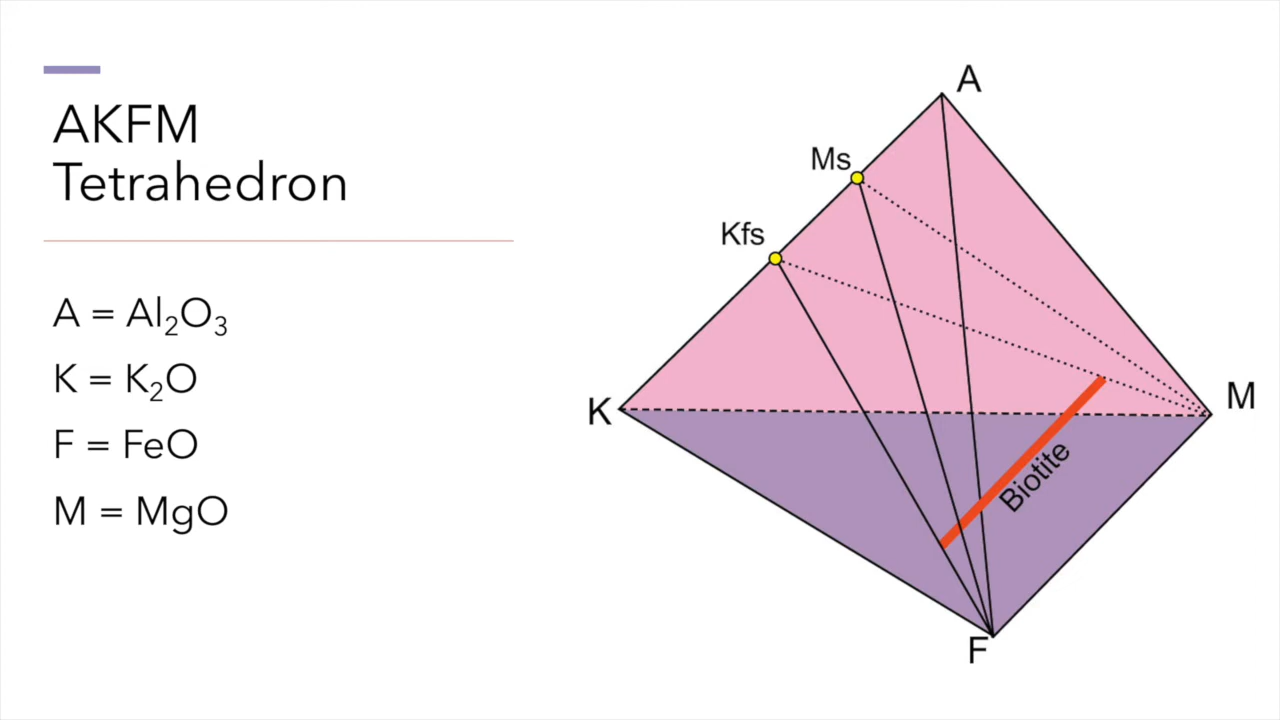 AKFM
Tetrahedron
A = Al₂O₃
K = K₂O
F = FeO
M = MgO
A
Ms
Kfs
K
M
Biotite
F